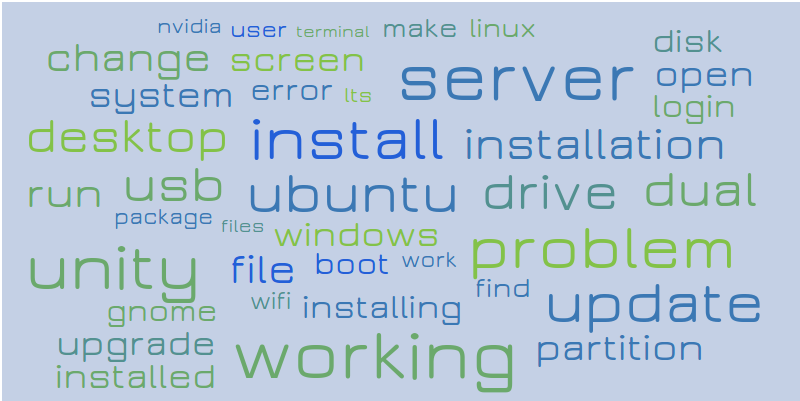 nvidia user terminal make linux
disk
change screen server open
system error lts login
desktop install installation
run usb ubuntu drive dual
package files
windows problem
unity file boot work
find
gnome wifi installing update
upgrade working partition
installed